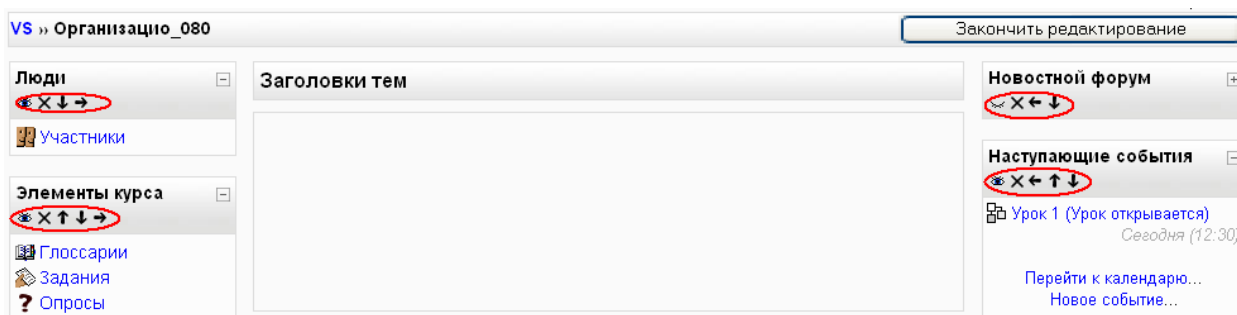 VS ›› Организацио_080
Закончить редактирование
Люди
Участники
Элементы курса
Глоссарии
Задания
Опросы
Заголовки тем
Новостной форум
Наступающие события
Урок 1 (Урок открывается)
Сегодня (12:30)
Перейти к календарю...
Новое событие...